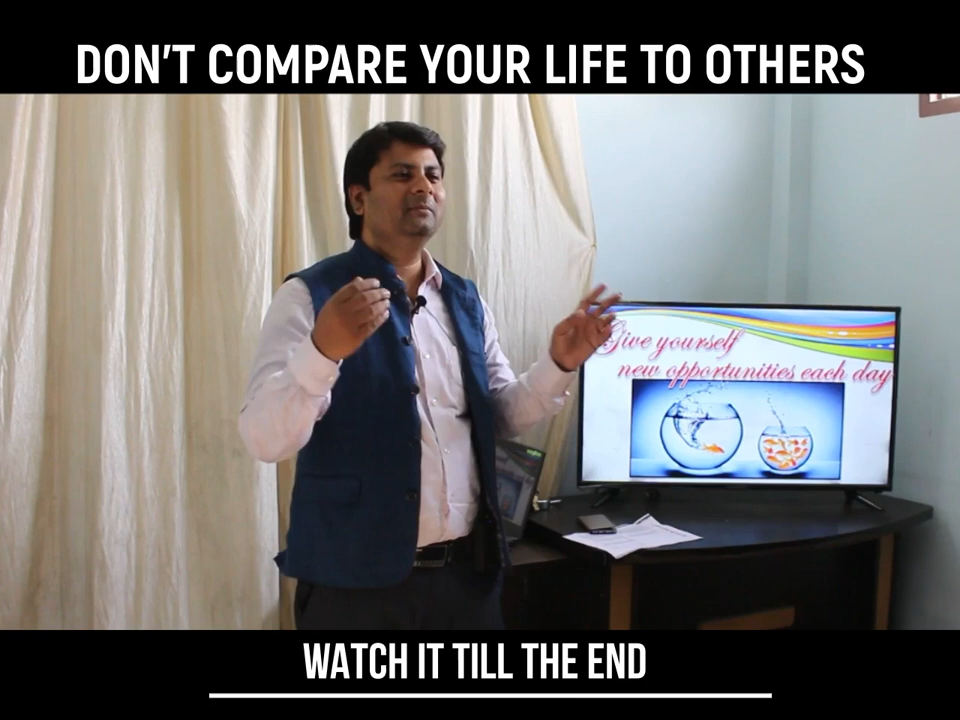 DON'T COMPARE YOUR LIFE TO OTHERS
Give yourself
new opportunities each day
WATCH IT TILL THE END